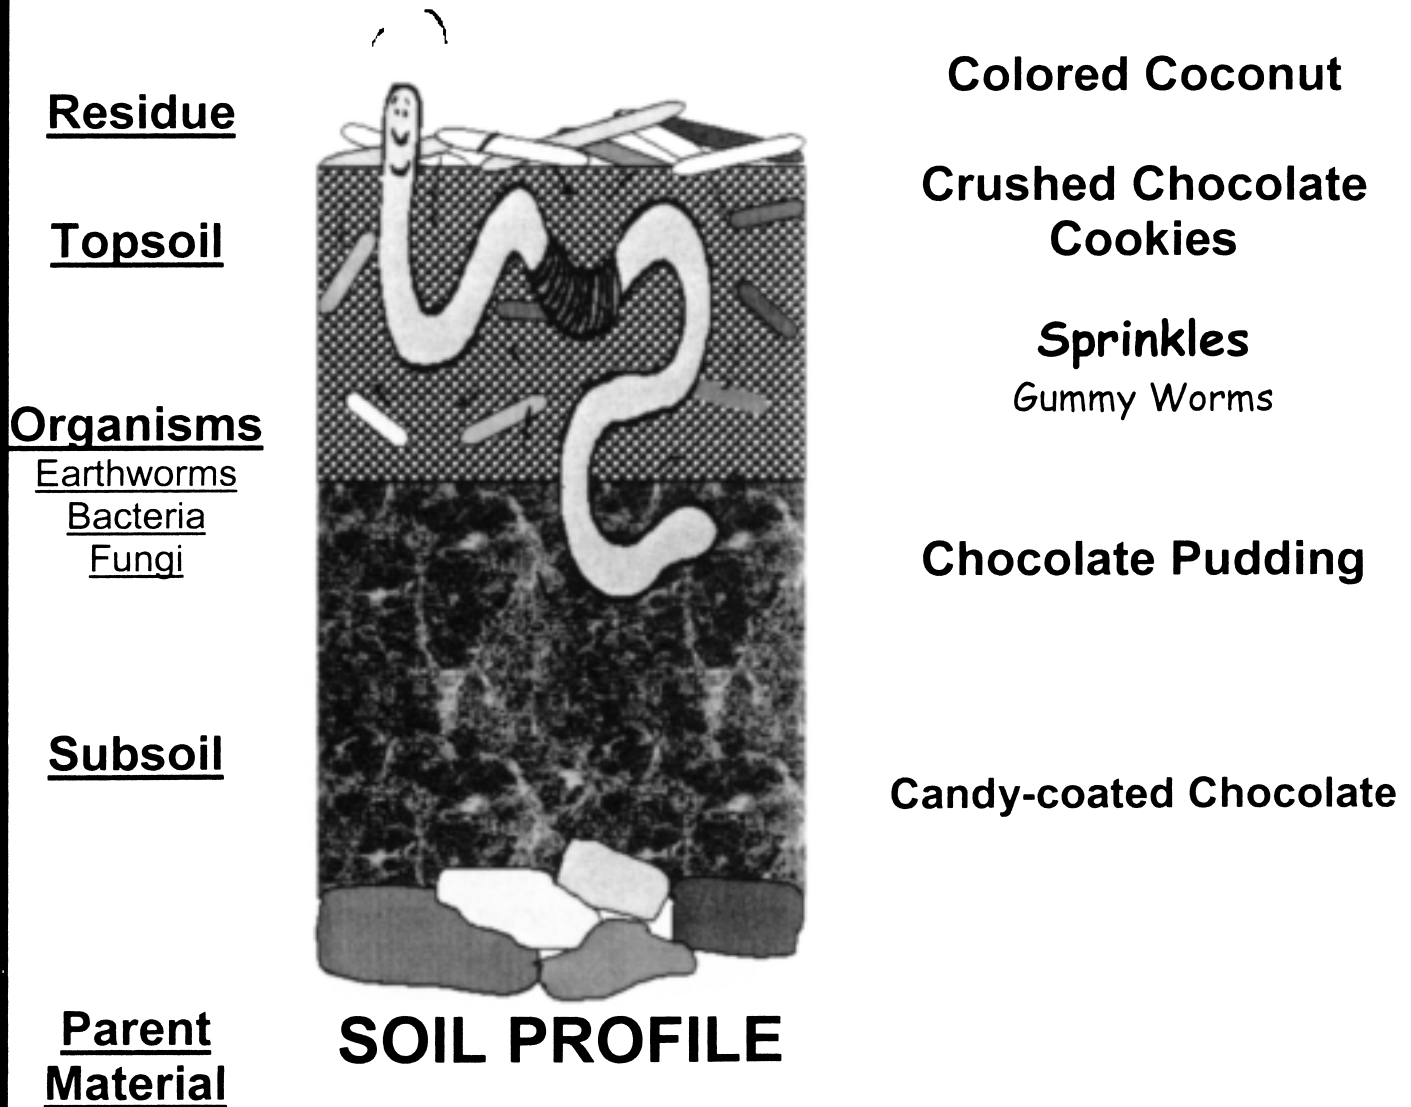 Residue
Topsoil
Organisms
Earthworms
Bacteria
Fungi
Subsoil
Parent
Material
SOIL PROFILE
Colored Coconut
Crushed Chocolate
Cookies
Sprinkles
Gummy Worms
Chocolate Pudding
Candy-coated Chocolate